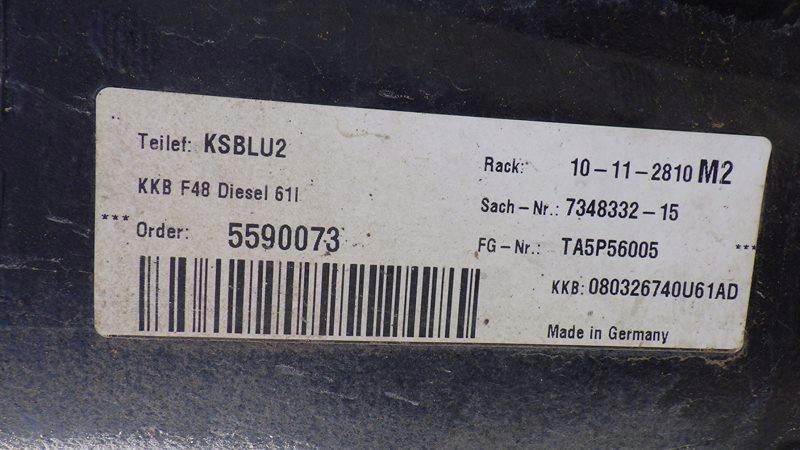 Teilef: KSBLU2
KKB F48 Diesel 61l
*** Order: 5590073
Rack: 10-11-2810 M2
Sach-Nr.: 7348332-15
FG-Nr.: TA5P56005 ***
KKB: 080326740U61AD
Made in Germany